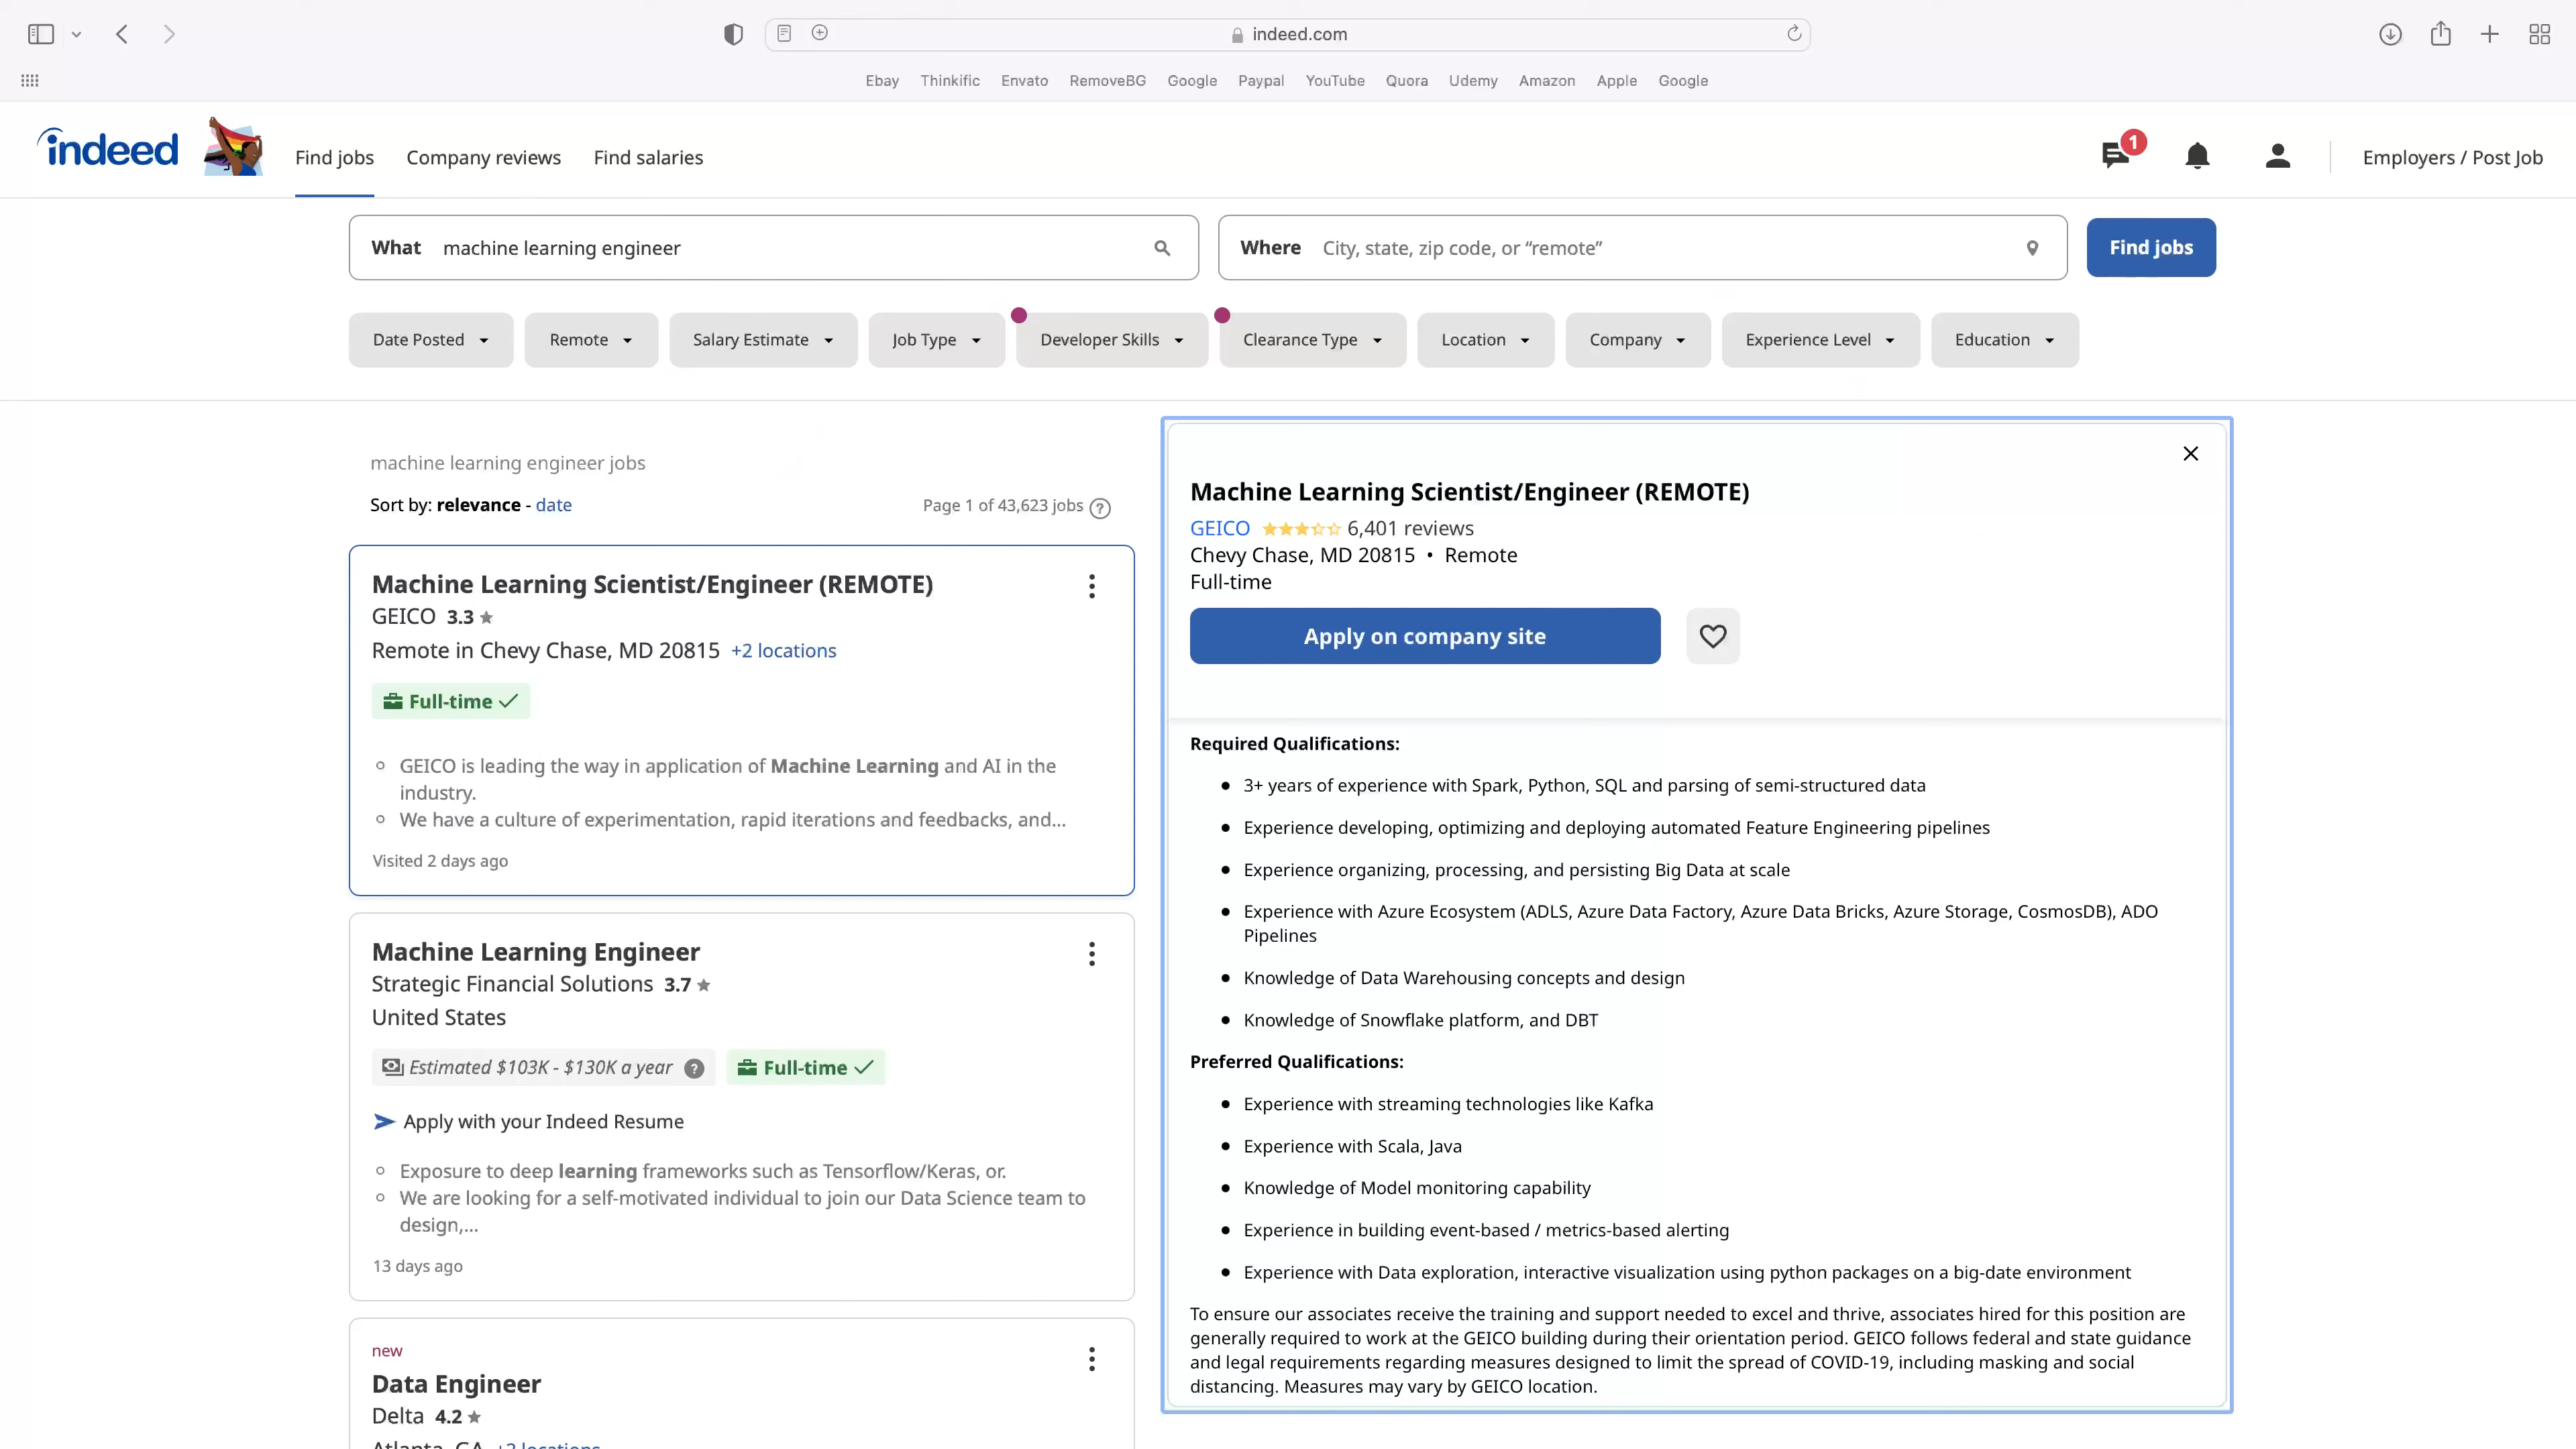 indeed.com
Ebay Thinkific Envato RemoveBG Google Paypal YouTube Quora Udemy Amazon Apple Google
indeed Find jobs Company reviews Find salaries 1 Employers / Post Job
What machine learning engineer Where City, state, zip code, or “remote” Find jobs
Date Posted Remote Salary Estimate Job Type Developer Skills Clearance Type Location Company Experience Level Education
machine learning engineer jobs
Sort by: relevance - date Page 1 of 43,623 jobs ?
Machine Learning Scientist/Engineer (REMOTE)
GEICO 3.3
Remote in Chevy Chase, MD 20815 +2 locations
Full-time
GEICO is leading the way in application of Machine Learning and AI in the
industry.
We have a culture of experimentation, rapid iterations and feedbacks, and...
Visited 2 days ago
Machine Learning Engineer
Strategic Financial Solutions 3.7
United States
Estimated $103K - $130K a year ? Full-time
Apply with your Indeed Resume
Exposure to deep learning frameworks such as Tensorflow/Keras, or.
We are looking for a self-motivated individual to join our Data Science team to
design,...
13 days ago
new
Data Engineer
Delta 4.2
Atlanta, GA +2 locations
Machine Learning Scientist/Engineer (REMOTE)
GEICO 6,401 reviews
Chevy Chase, MD 20815 • Remote
Full-time
Apply on company site
Required Qualifications:
3+ years of experience with Spark, Python, SQL and parsing of semi-structured data
Experience developing, optimizing and deploying automated Feature Engineering pipelines
Experience organizing, processing, and persisting Big Data at scale
Experience with Azure Ecosystem (ADLS, Azure Data Factory, Azure Data Bricks, Azure Storage, CosmosDB), ADO
Pipelines
Knowledge of Data Warehousing concepts and design
Knowledge of Snowflake platform, and DBT
Preferred Qualifications:
Experience with streaming technologies like Kafka
Experience with Scala, Java
Knowledge of Model monitoring capability
Experience in building event-based / metrics-based alerting
Experience with Data exploration, interactive visualization using python packages on a big-date environment
To ensure our associates receive the training and support needed to excel and thrive, associates hired for this position are
generally required to work at the GEICO building during their orientation period. GEICO follows federal and state guidance
and legal requirements regarding measures designed to limit the spread of COVID-19, including masking and social
distancing. Measures may vary by GEICO location.